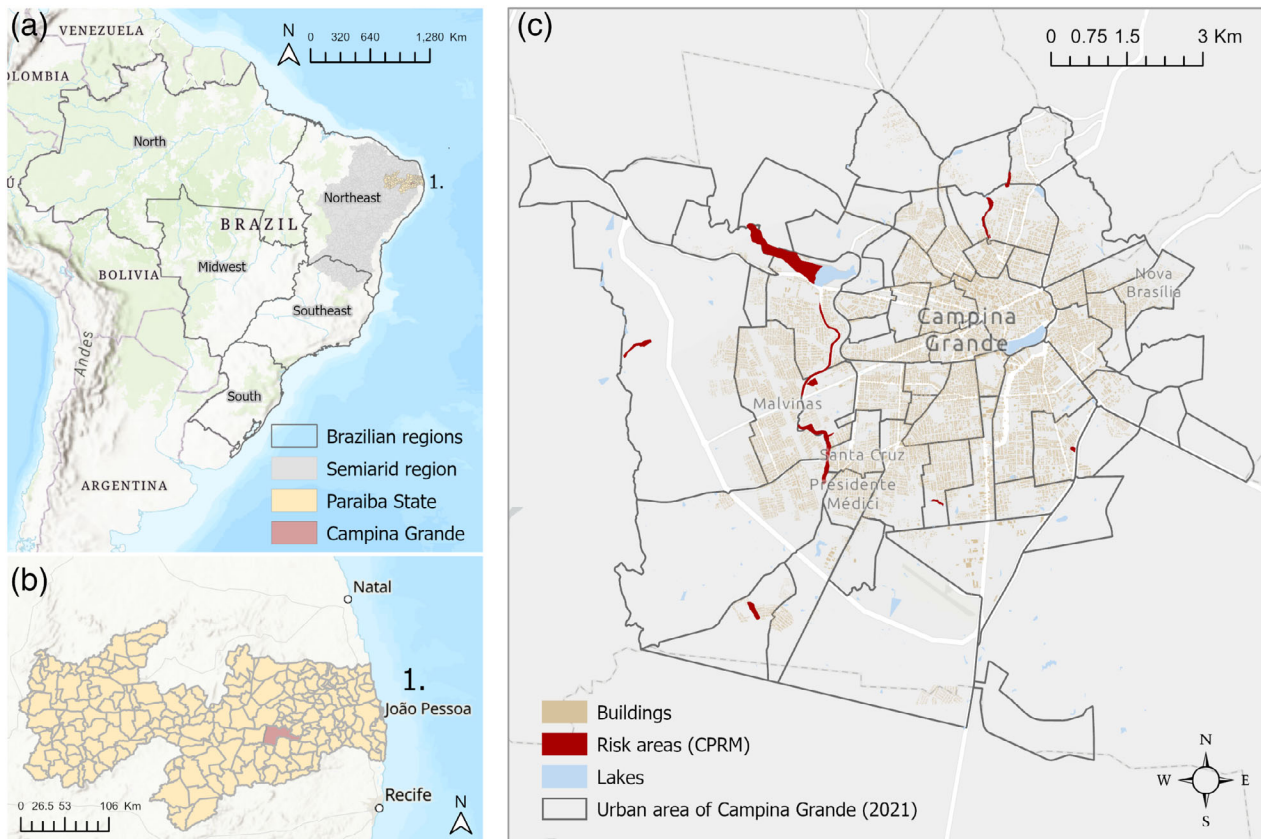 (a)
VENEZUELA
N
0 320 640 1,280 Km
OLOMBIA
North
1.
Northeast
BRAZIL
BOLIVIA
Midwest
Southeast
Andes
South
ARGENTINA
Brazilian regions
Semiarid region
Paraiba State
Campina Grande
(b)
Natal
1.
João Pessoa
Recife
0 26.5 53 106 Km
N
(c)
0 0.75 1.5 3 Km
Nova
Brasília
Campina
Grande
Malvinas
Santa Cruz
Presidente
Médici
Buildings
Risk areas (CPRM)
Lakes
Urban area of Campina Grande (2021)
N
W E
S